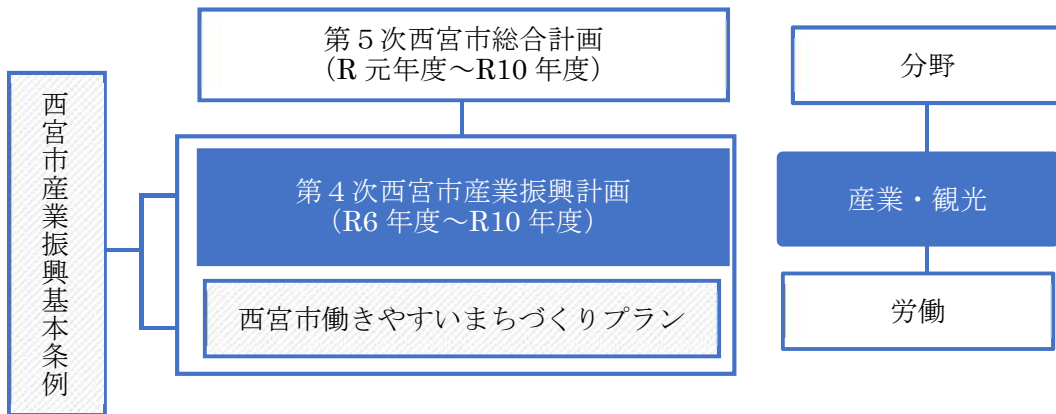 第５次西宮市総合計画
（R 元年度～R10 年度）
分野
西宮市産業振興基本条例
第４次西宮市産業振興計画
（R6 年度～R10 年度）
産業・観光
西宮市働きやすいまちづくりプラン
労働